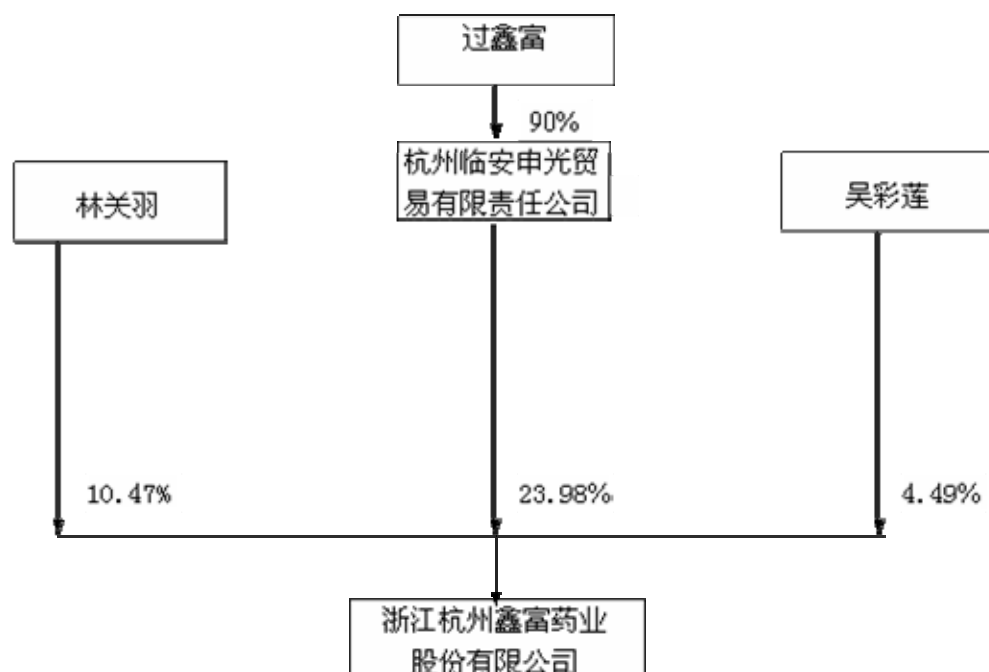 过鑫富
90%
杭州临安申光贸
易有限责任公司
林关羽
吴彩莲
10.47%
23.98%
4.49%
浙江杭州鑫富药业
股份有限公司